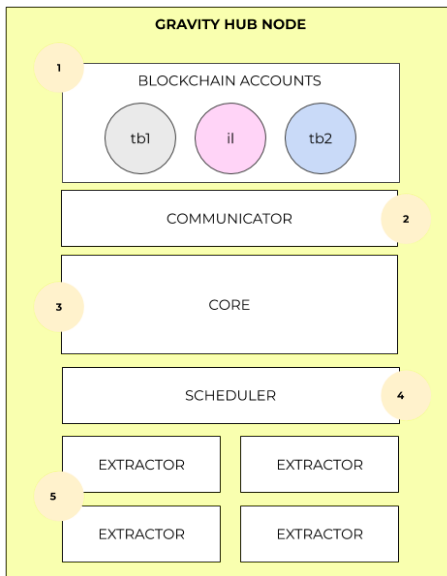 GRAVITY HUB NODE
1
BLOCKCHAIN ACCOUNTS
tb1 il tb2
COMMUNICATOR
2
3
CORE
SCHEDULER
4
EXTRACTOR EXTRACTOR
5
EXTRACTOR EXTRACTOR